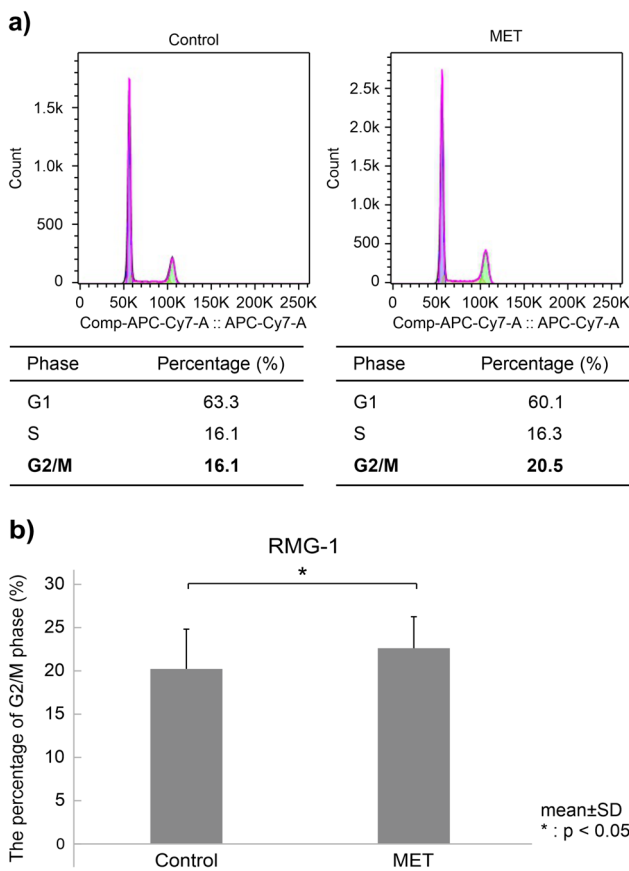 a)
Control
Count
1.5k
1.0k
500
0
0 50K 100K 150K 200K 250K
Comp-APC-Cy7-A :: APC-Cy7-A
Phase Percentage (%)
G1 63.3
S 16.1
G2/M 16.1
MET
Count
2.5k
2.0k
1.5k
1.0k
500
0
0 50K 100K 150K 200K 250K
Comp-APC-Cy7-A :: APC-Cy7-A
Phase Percentage (%)
G1 60.1
S 16.3
G2/M 20.5
b)
RMG-1
*
The percentage of G2/M phase (%)
30
25
20
15
10
5
0
Control MET
mean±SD
* : p < 0.05